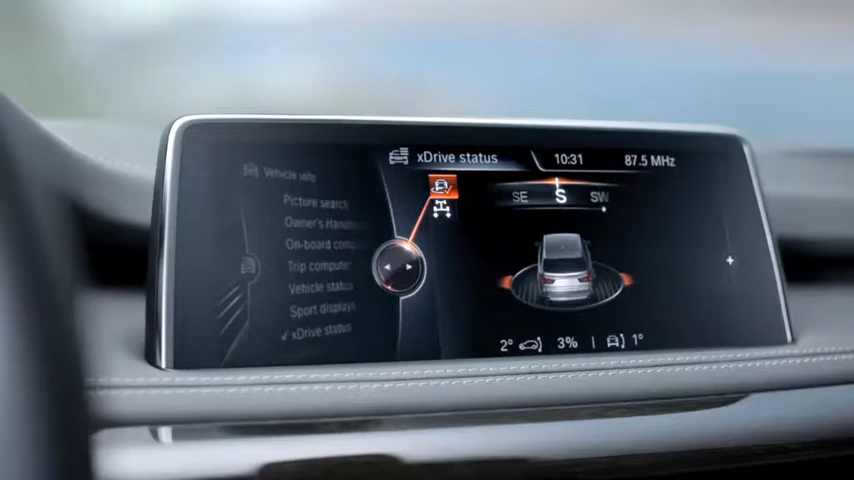 xDrive status
10:31
87.5 MHz
Vehicle info
Picture search
Owner's
On-board
Trip computer
Vehicle status
Sport displays
✓ xDrive status
SE S SW
2° 3% | 1°